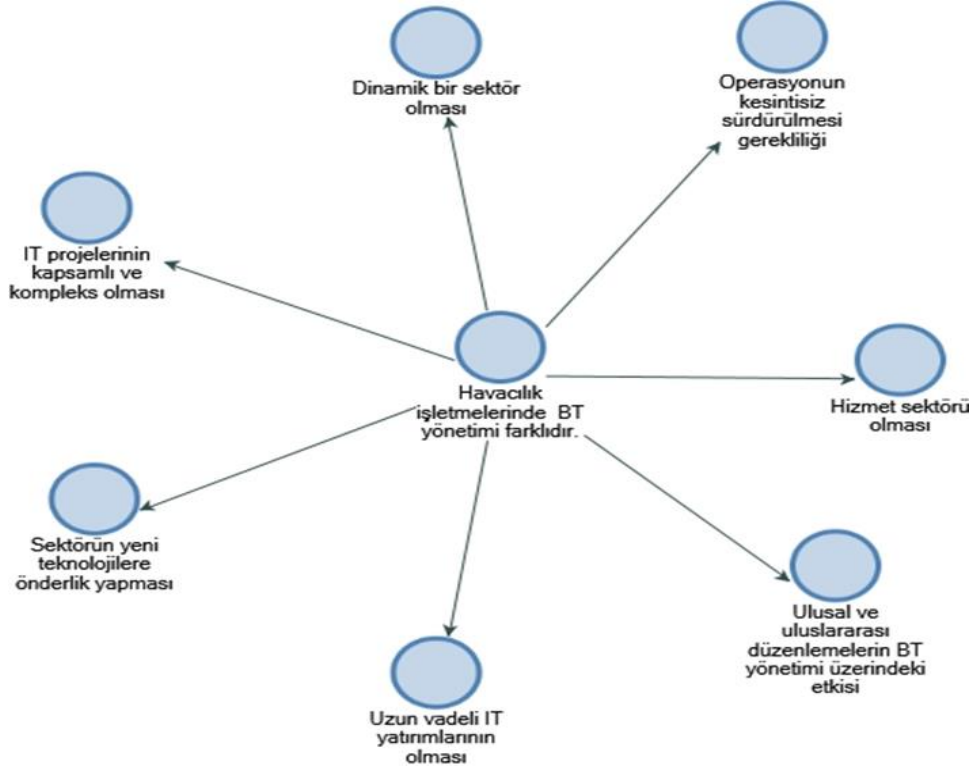 Dinamik bir sektör
olması
Operasyonun
kesintisiz
sürdürülmesi
gerekliliği
IT projelerinin
kapsamlı ve
kompleks olması
Havacılık
işletmelerinde BT
yönetimi farklıdır.
Hizmet sektörü
olması
Sektörün yeni
teknolojilere
önderlik yapması
Ulusal ve
uluslararası
düzenlemelerin BT
yönetimi üzerindeki
etkisi
Uzun vadeli IT
yatırımlarının
olması